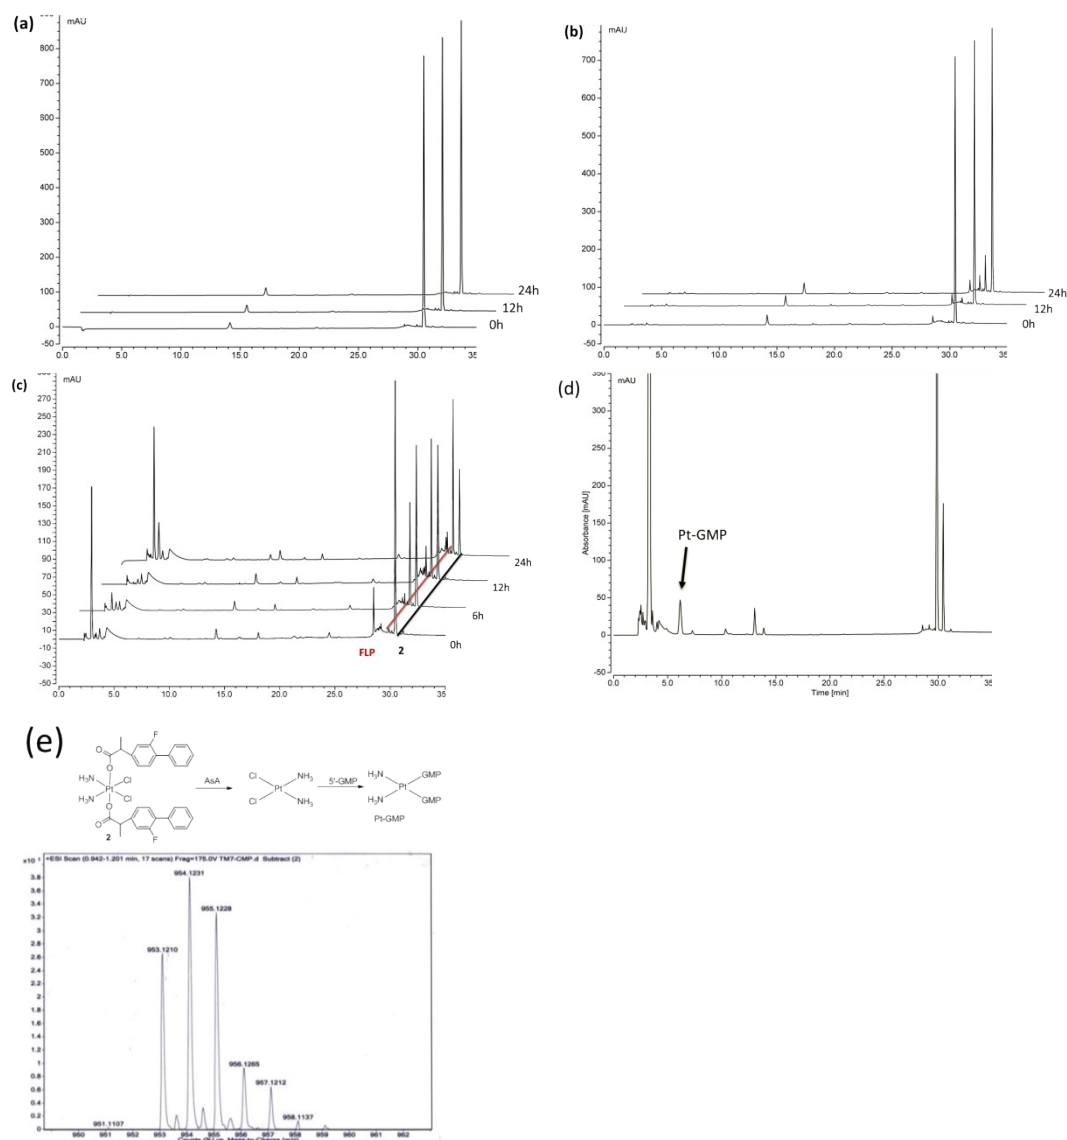 (a)
mAU
800
700
600
500
400
300
200
100
0
-50
24h
12h
0h
0.0 5.0 10.0 15.0 20.0 25.0 30.0 35
(b)
mAU
700
600
500
400
300
200
100
0
-50
24h
12h
0h
0.0 5.0 10.0 15.0 20.0 25.0 30.0 35
(c)
mAU
270
250
230
210
190
170
150
130
110
90
70
50
30
10
-10
-30
-50
24h
12h
6h
0h
FLP
2
0.0 5.0 10.0 15.0 20.0 25.0 30.0 35
(d)
mAU
350
300
250
200
150
100
50
0
-50
Absorbance [mAU]
Pt-GMP
0.0 5.0 10.0 15.0 20.0 25.0 30.0 35
Time [min]
(e)
F
O
O
H₃N Cl
Pt
H₃N Cl
O
O
F
2
AsA
Cl NH₃
Pt
Cl NH₃
5'-GMP
H₃N GMP
Pt
H₃N GMP
Pt-GMP
+ESI Scan (0.942-1.201 min, 17 scans) Frag=175.0V TM7-CMP.d Subtract (2)
3.8
3.6
3.4
3.2
3
2.8
2.6
2.4
2.2
2
1.8
1.6
1.4
1.2
1
0.8
0.6
0.4
0.2
0
954.1231
955.1228
953.1210
956.1265
957.1212
958.1137
951.1107
950 951 952 953 954 955 956 957 958 959 960 961 962